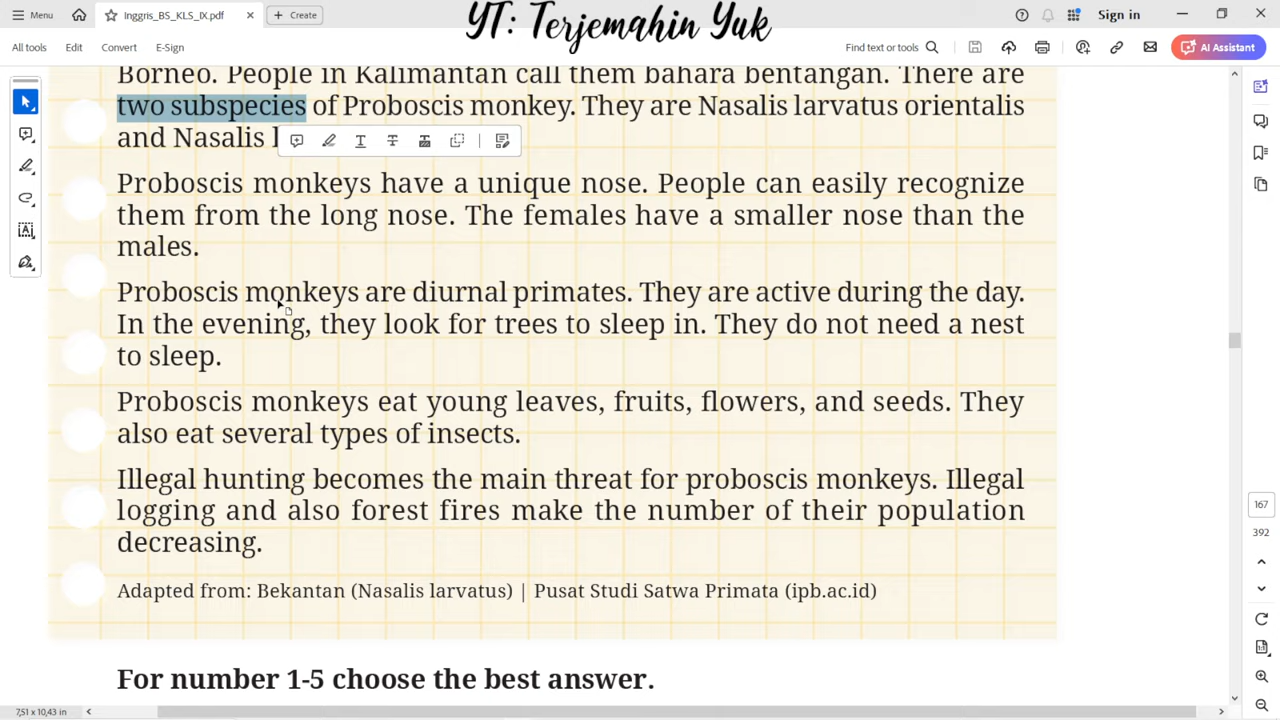 Menu
Inggris_BS_KLS_IX.pdf
Create
YT: Terjemahin Yuk
Sign in
All tools
Edit
Convert
E-Sign
Find text or tools
AI Assistant
Borneo. People in Kalimantan call them bahara bentangan. There are
two subspecies of Proboscis monkey. They are Nasalis larvatus orientalis
and Nasalis l
Proboscis monkeys have a unique nose. People can easily recognize
them from the long nose. The females have a smaller nose than the
males.
Proboscis monkeys are diurnal primates. They are active during the day.
In the evening, they look for trees to sleep in. They do not need a nest
to sleep.
Proboscis monkeys eat young leaves, fruits, flowers, and seeds. They
also eat several types of insects.
Illegal hunting becomes the main threat for proboscis monkeys. Illegal
logging and also forest fires make the number of their population
decreasing.
Adapted from: Bekantan (Nasalis larvatus) | Pusat Studi Satwa Primata (ipb.ac.id)
For number 1-5 choose the best answer.
167
392
7,51 x 10,43 in